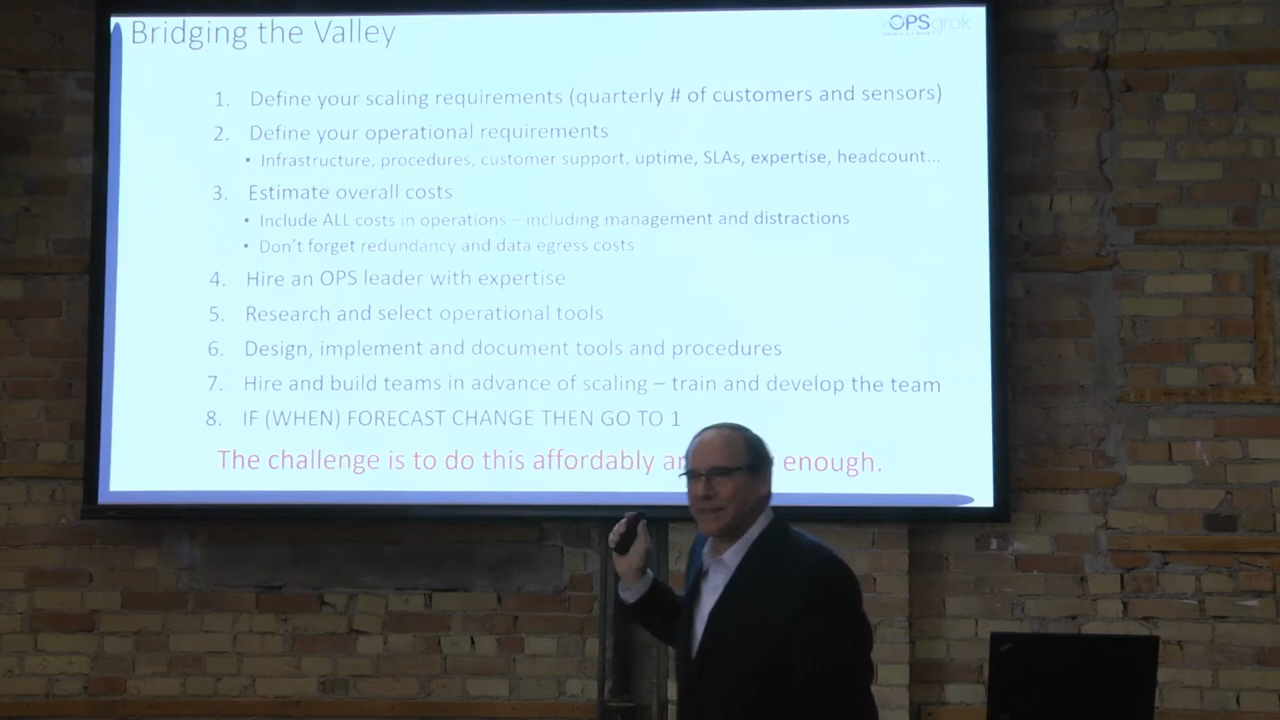 Bridging the Valley
OPSgrok
1. Define your scaling requirements (quarterly # of customers and sensors)
2. Define your operational requirements
• Infrastructure, procedures, customer support, uptime, SLAs, expertise, headcount...
3. Estimate overall costs
• Include ALL costs in operations – including management and distractions
• Don't forget redundancy and data egress costs
4. Hire an OPS leader with expertise
5. Research and select operational tools
6. Design, implement and document tools and procedures
7. Hire and build teams in advance of scaling – train and develop the team
8. IF (WHEN) FORECAST CHANGE THEN GO TO 1
The challenge is to do this affordably enough.